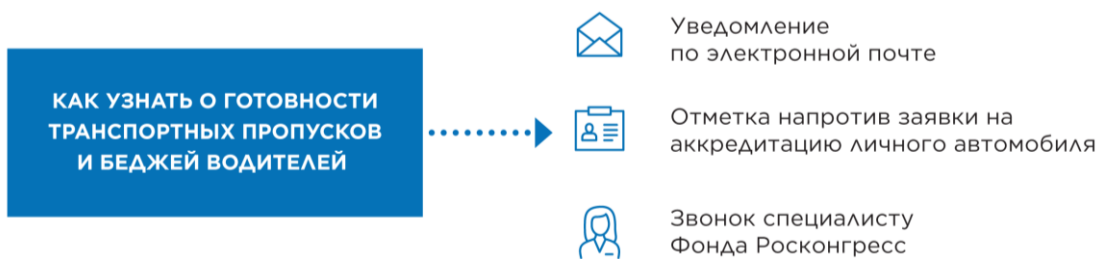 КАК УЗНАТЬ О ГОТОВНОСТИ
ТРАНСПОРТНЫХ ПРОПУСКОВ
И БЕДЖЕЙ ВОДИТЕЛЕЙ
Уведомление
по электронной почте
Отметка напротив заявки на
аккредитацию личного автомобиля
Звонок специалисту
Фонда Росконгресс